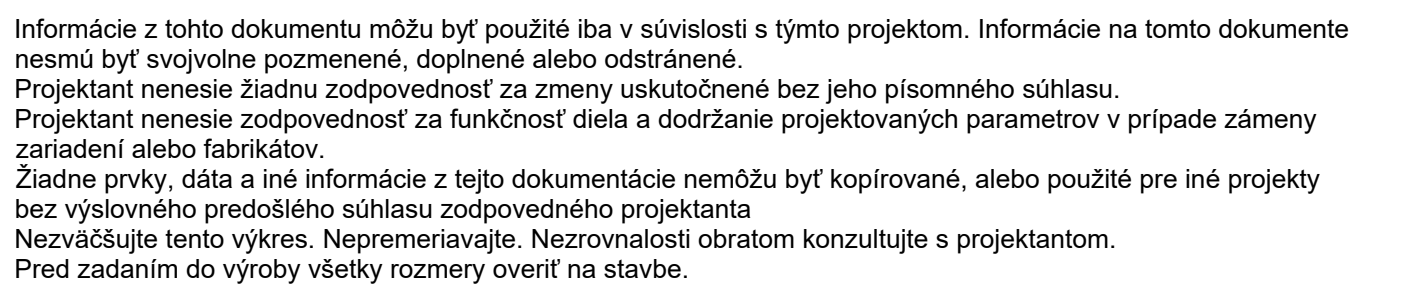 Informácie z tohto dokumentu môžu byť použité iba v súvislosti s týmto projektom. Informácie na tomto dokumente
nesmú byť svojvolne pozmenené, doplnené alebo odstránené.
Projektant nenesie žiadnu zodpovednosť za zmeny uskutočnené bez jeho písomného súhlasu.
Projektant nenesie zodpovednosť za funkčnosť diela a dodržanie projektovaných parametrov v prípade zámeny
zariadení alebo fabrikátov.
Žiadne prvky, dáta a iné informácie z tejto dokumentácie nemôžu byť kopírované, alebo použité pre iné projekty
bez výslovného predošlého súhlasu zodpovedného projektanta
Nezväčšujte tento výkres. Nepremeriavajte. Nezrovnalosti obratom konzultujte s projektantom.
Pred zadaním do výroby všetky rozmery overiť na stavbe.